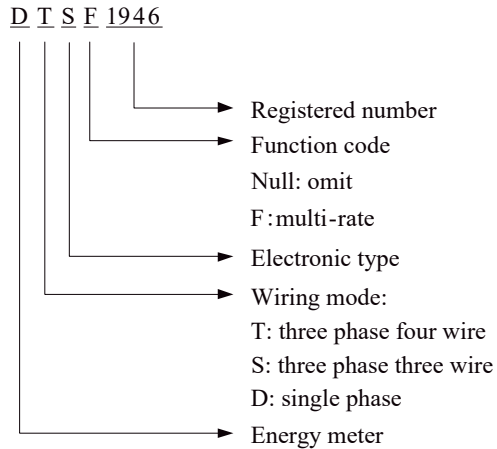 D T S F 1946
Registered number
Function code
Null: omit
F:multi-rate
Electronic type
Wiring mode:
T: three phase four wire
S: three phase three wire
D: single phase
Energy meter